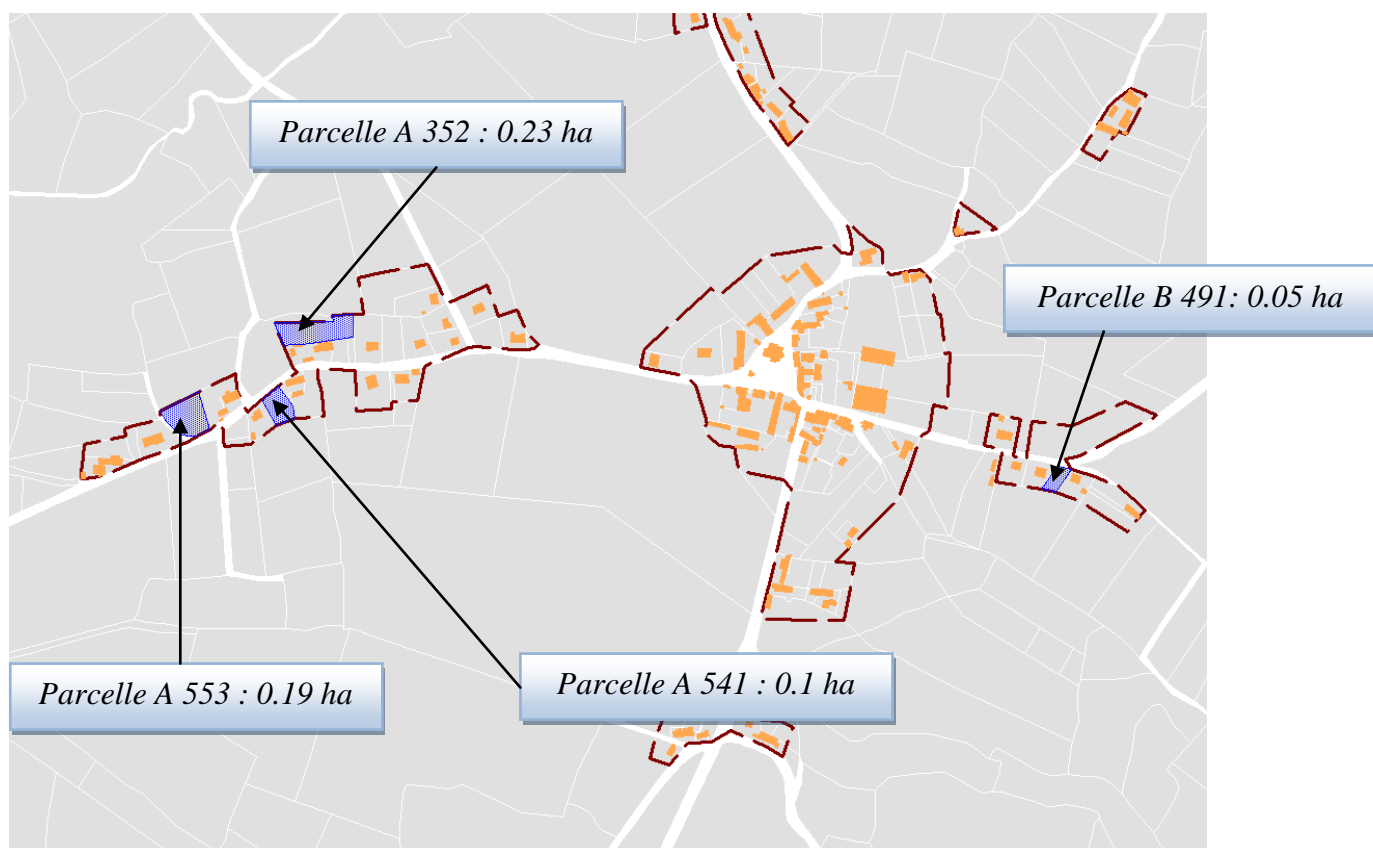 Parcelle A 352 : 0.23 ha
Parcelle B 491: 0.05 ha
Parcelle A 553 : 0.19 ha
Parcelle A 541 : 0.1 ha